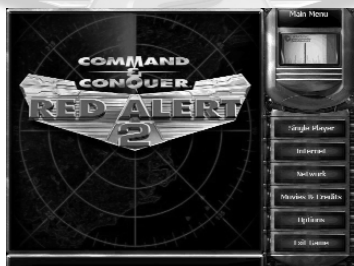 Main Menu
COMMAND
&
CONQUER
RED ALERT
2
Single Player
Internet
Network
Movies & Credits
Options
Exit Game